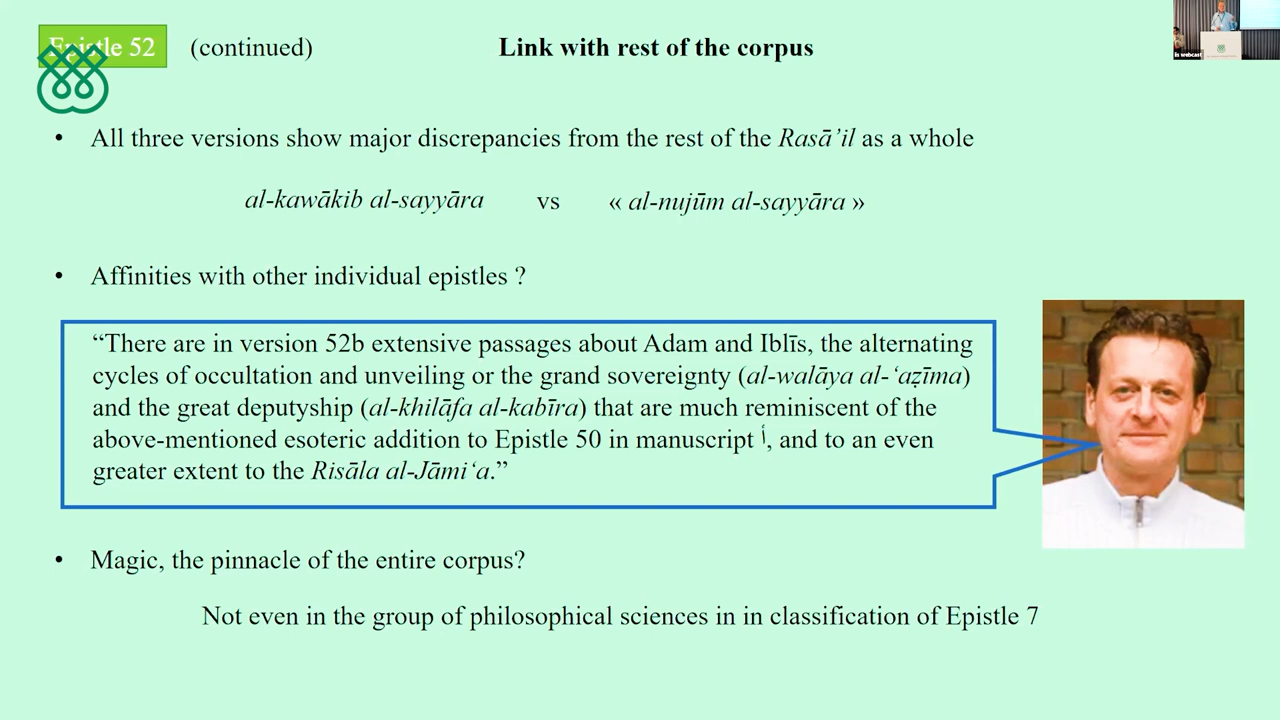 Epistle 52 (continued) Link with rest of the corpus
• All three versions show major discrepancies from the rest of the Rasā’il as a whole
al-kawākib al-sayyāra vs « al-nujūm al-sayyāra »
• Affinities with other individual epistles ?
“There are in version 52b extensive passages about Adam and Iblīs, the alternating
cycles of occultation and unveiling or the grand sovereignty (al-walāya al-‘aẓīma)
and the great deputyship (al-khilāfa al-kabīra) that are much reminiscent of the
above-mentioned esoteric addition to Epistle 50 in manuscript أ, and to an even
greater extent to the Risāla al-Jāmi‘a.”
• Magic, the pinnacle of the entire corpus?
Not even in the group of philosophical sciences in in classification of Epistle 7
iis webcast